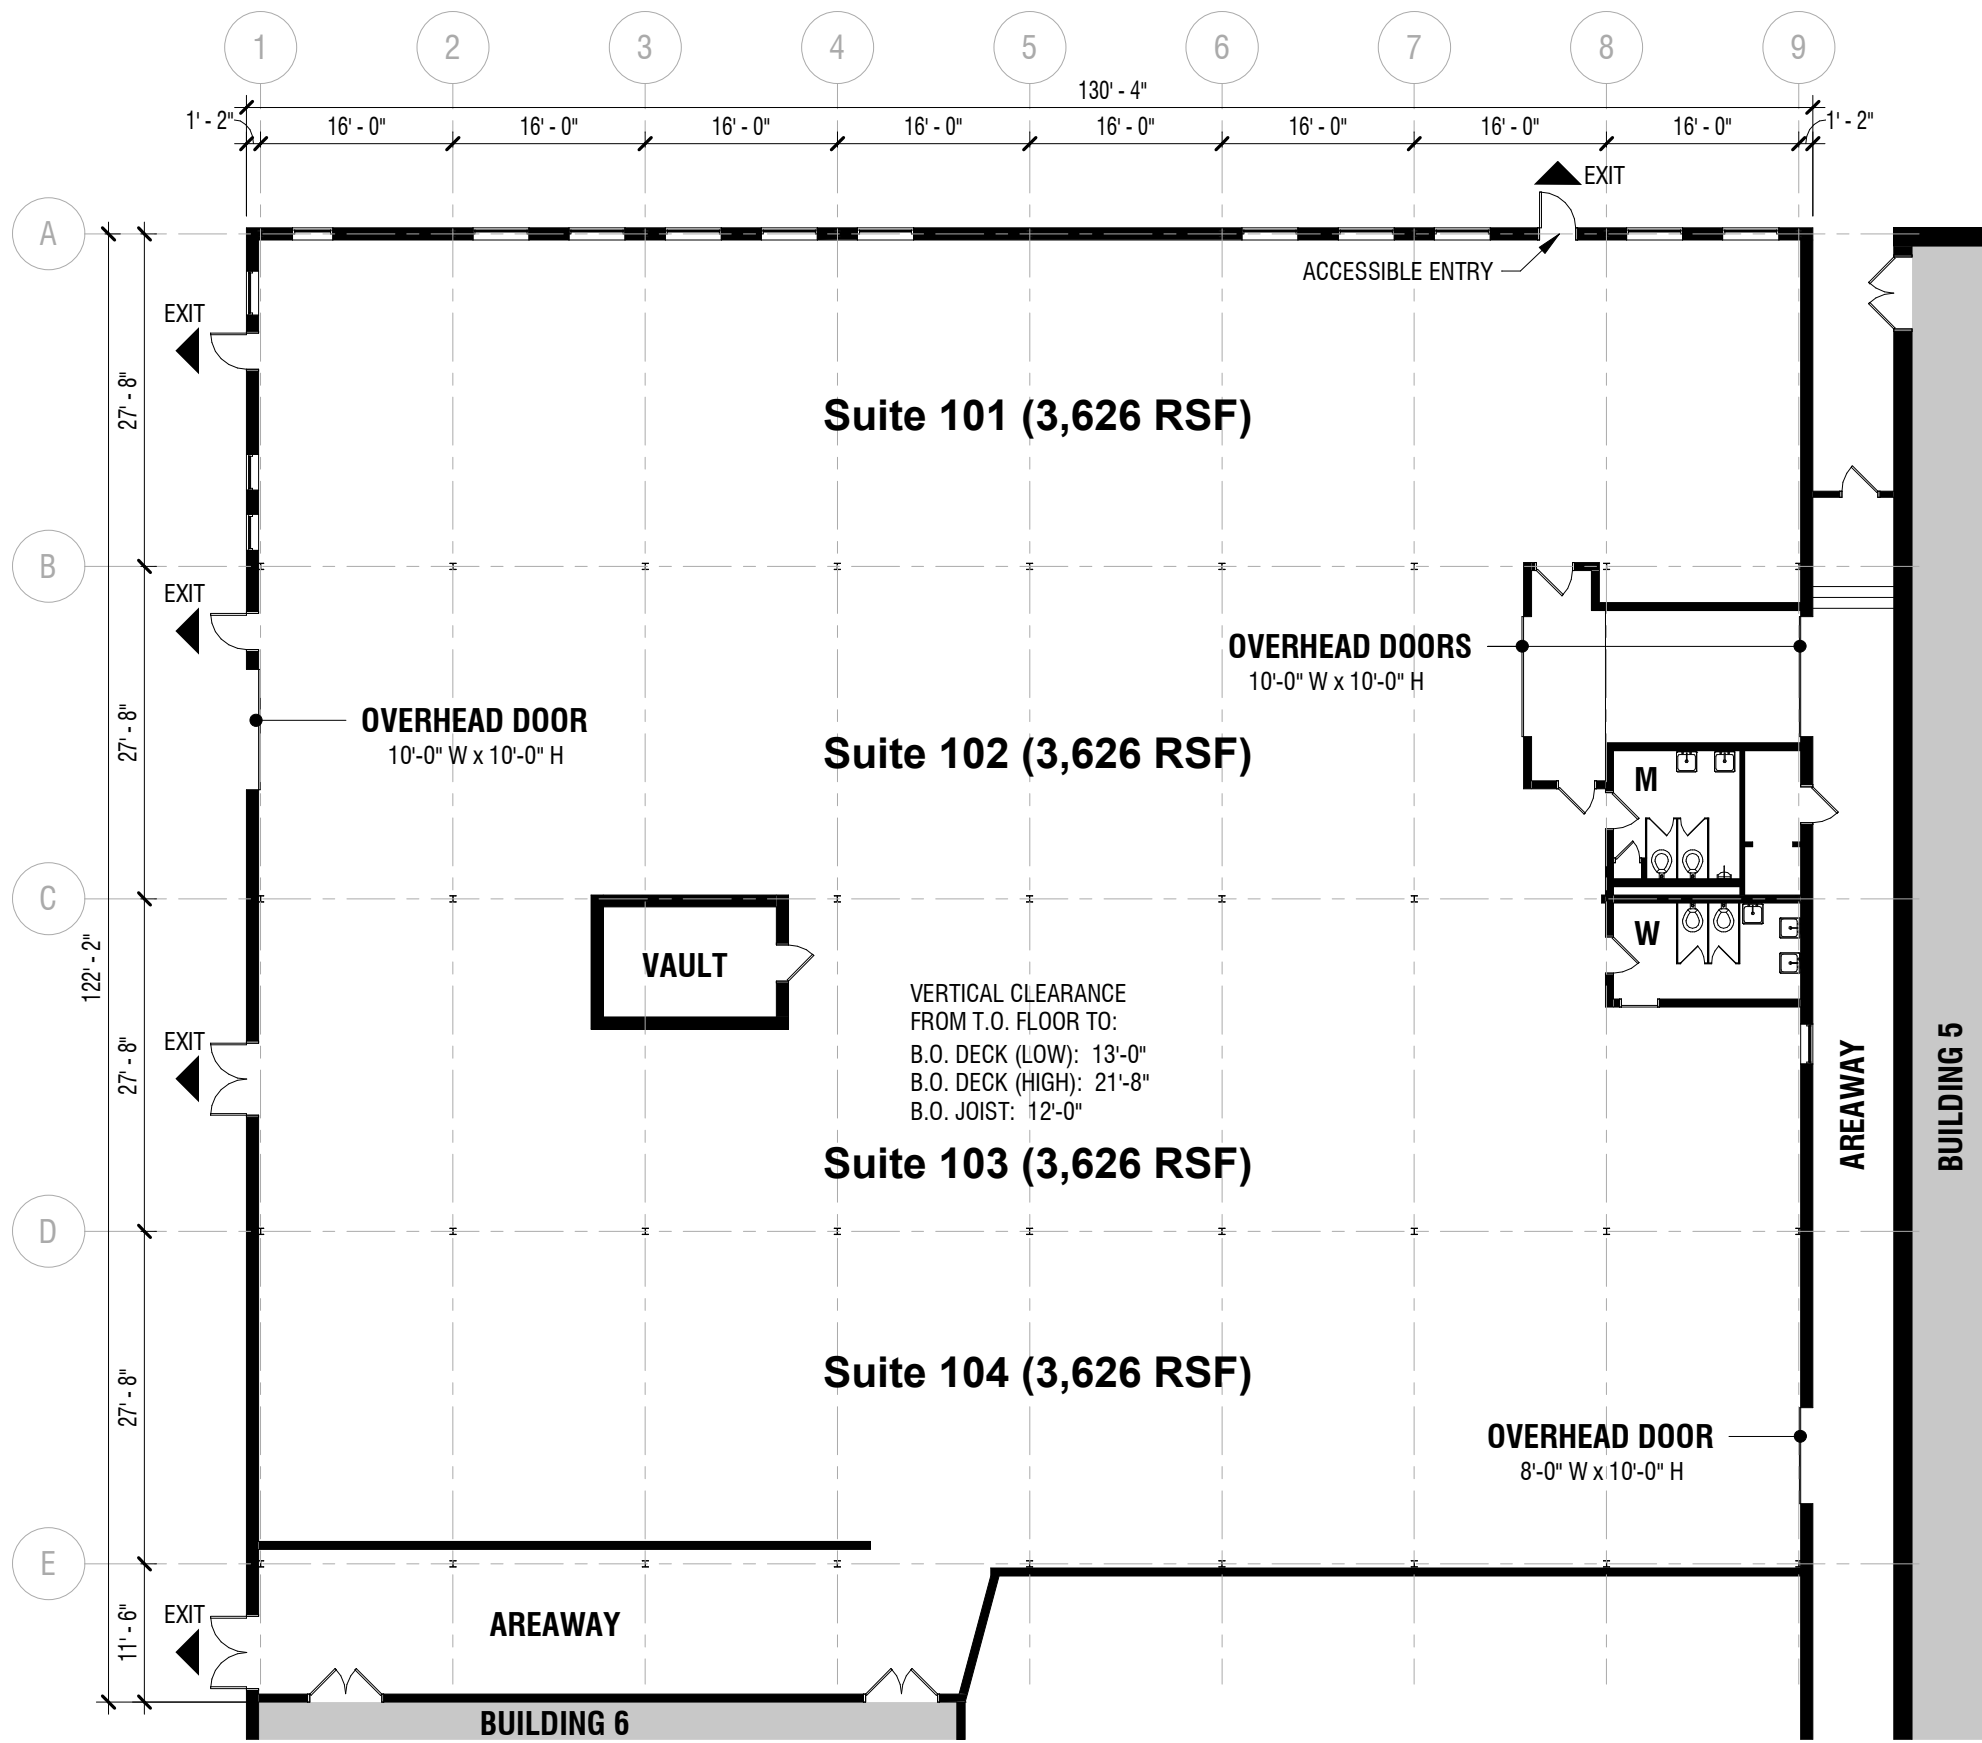 1 2 3 4 5 6 7 8 9
130' - 4"
1' - 2" 16' - 0" 16' - 0" 16' - 0" 16' - 0" 16' - 0" 16' - 0" 16' - 0" 16' - 0" 1' - 2"
EXIT
A
ACCESSIBLE ENTRY
EXIT
27' - 8"
Suite 101 (3,626 RSF)
B
EXIT
OVERHEAD DOORS
10'-0" W x 10'-0" H
OVERHEAD DOOR
10'-0" W x 10'-0" H
27' - 8"
Suite 102 (3,626 RSF)
M
C
122' - 2"
VAULT
W
VERTICAL CLEARANCE
FROM T.O. FLOOR TO:
B.O. DECK (LOW): 13'-0"
B.O. DECK (HIGH): 21'-8"
B.O. JOIST: 12'-0"
EXIT
27' - 8"
AREAWAY
BUILDING 5
Suite 103 (3,626 RSF)
D
27' - 8"
Suite 104 (3,626 RSF)
OVERHEAD DOOR
8'-0" W x 10'-0" H
E
EXIT
11' - 6"
AREAWAY
BUILDING 6